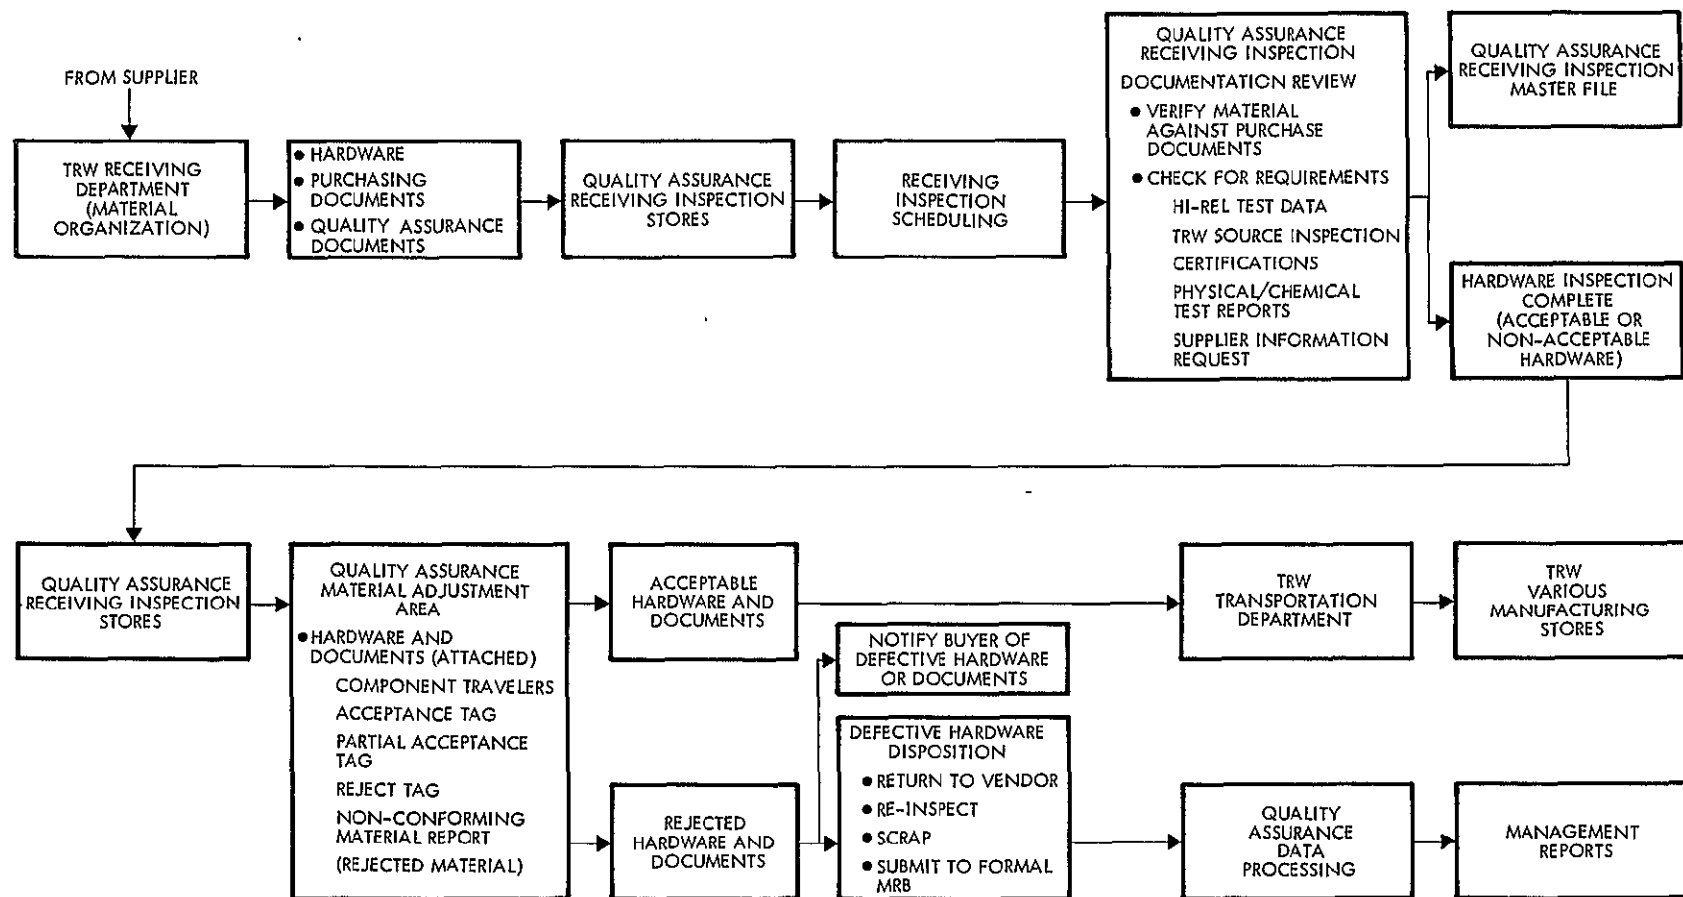 FROM SUPPLIER
TRW RECEIVING
DEPARTMENT
(MATERIAL
ORGANIZATION)
● HARDWARE
● PURCHASING
DOCUMENTS
● QUALITY ASSURANCE
DOCUMENTS
QUALITY ASSURANCE
RECEIVING INSPECTION
STORES
RECEIVING
INSPECTION
SCHEDULING
QUALITY ASSURANCE
RECEIVING INSPECTION
DOCUMENTATION REVIEW
● VERIFY MATERIAL
AGAINST PURCHASE
DOCUMENTS
● CHECK FOR REQUIREMENTS
HI-REL TEST DATA
TRW SOURCE INSPECTION
CERTIFICATIONS
PHYSICAL/CHEMICAL
TEST REPORTS
SUPPLIER INFORMATION
REQUEST
QUALITY ASSURANCE
RECEIVING INSPECTION
MASTER FILE
HARDWARE INSPECTION
COMPLETE
(ACCEPTABLE OR
NON-ACCEPTABLE
HARDWARE)
QUALITY ASSURANCE
RECEIVING INSPECTION
STORES
QUALITY ASSURANCE
MATERIAL ADJUSTMENT
AREA
● HARDWARE AND
DOCUMENTS (ATTACHED)
COMPONENT TRAVELERS
ACCEPTANCE TAG
PARTIAL ACCEPTANCE
TAG
REJECT TAG
NON-CONFORMING
MATERIAL REPORT
(REJECTED MATERIAL)
ACCEPTABLE
HARDWARE AND
DOCUMENTS
TRW
TRANSPORTATION
DEPARTMENT
TRW
VARIOUS
MANUFACTURING
STORES
NOTIFY BUYER OF
DEFECTIVE HARDWARE
OR DOCUMENTS
REJECTED
HARDWARE AND
DOCUMENTS
DEFECTIVE HARDWARE
DISPOSITION
● RETURN TO VENDOR
● RE-INSPECT
● SCRAP
● SUBMIT TO FORMAL
MRB
QUALITY
ASSURANCE
DATA
PROCESSING
MANAGEMENT
REPORTS